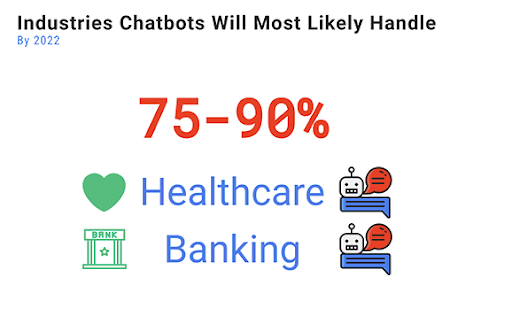 Industries Chatbots Will Most Likely Handle
By 2022
75-90%
Healthcare
BANK
Banking